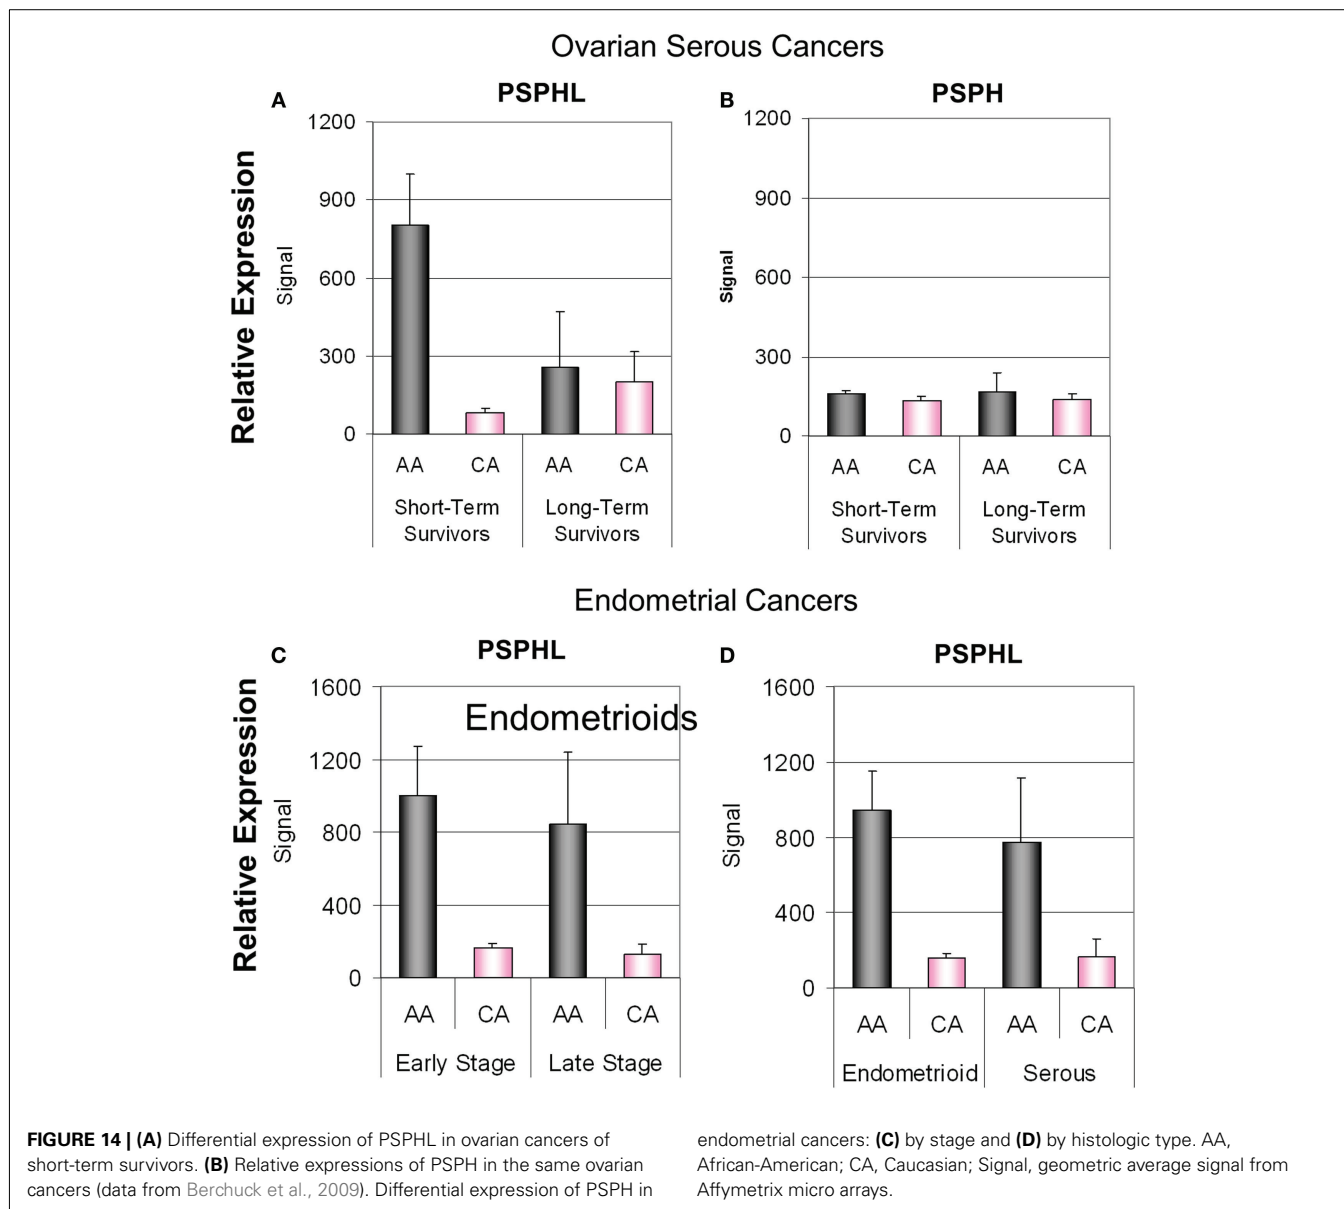 Ovarian Serous Cancers
A
PSPHL
Relative Expression
Signal
1200
900
600
300
0
AA CA AA CA
Short-Term Long-Term
Survivors Survivors
B
PSPH
Signal
1200
900
600
300
0
AA CA AA CA
Short-Term Long-Term
Survivors Survivors
Endometrial Cancers
C
PSPHL
Relative Expression
Signal
Endometrioids
1600
1200
800
400
0
AA CA AA CA
Early Stage Late Stage
D
PSPHL
Signal
1600
1200
800
400
0
AA CA AA CA
Endometrioid Serous
FIGURE 14 | (A) Differential expression of PSPHL in ovarian cancers of
short-term survivors. (B) Relative expressions of PSPH in the same ovarian
cancers (data from Berchuck et al., 2009). Differential expression of PSPH in
endometrial cancers: (C) by stage and (D) by histologic type. AA,
African-American; CA, Caucasian; Signal, geometric average signal from
Affymetrix micro arrays.